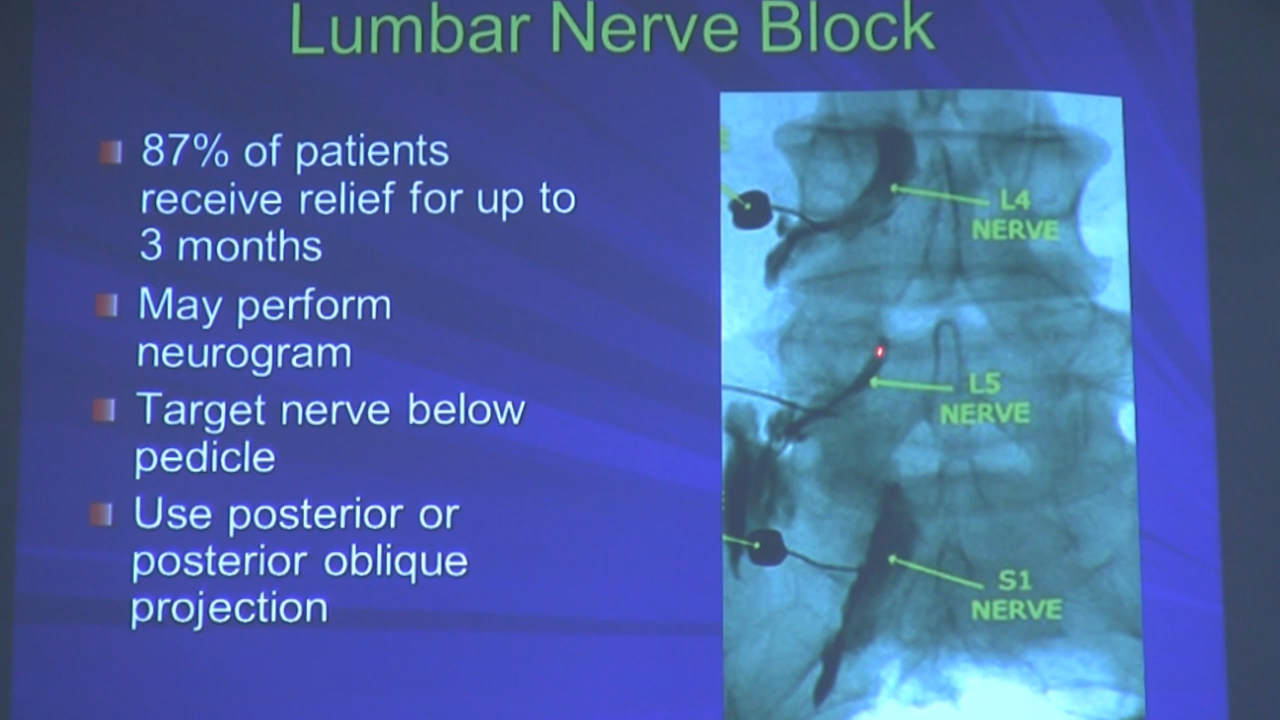 Lumbar Nerve Block
87% of patients
receive relief for up to
3 months
May perform
neurogram
Target nerve below
pedicle
Use posterior or
posterior oblique
projection
L4
NERVE
L5
NERVE
S1
NERVE